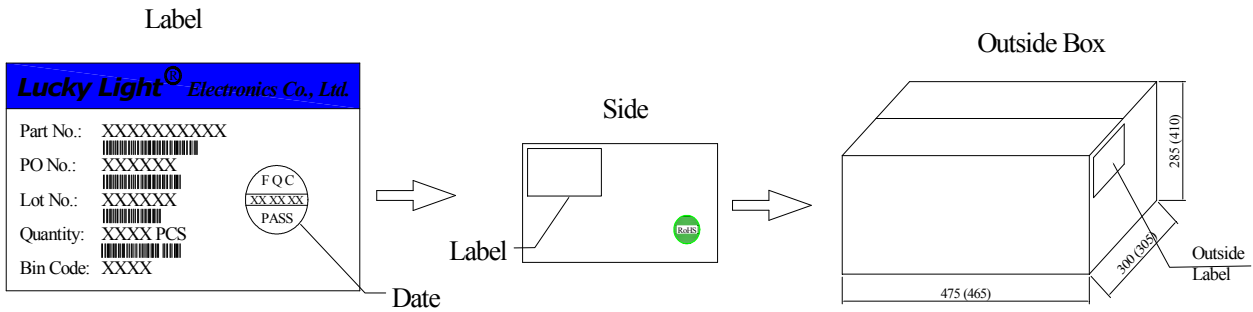 Label
Lucky Light® Electronics Co., Ltd.
Part No.: XXXXXXXXXX
PO No.: XXXXXX
Lot No.: XXXXXX
Quantity: XXXX PCS
Bin Code: XXXX
FQC
XX XX XX
PASS
Date
Side
Label
RoHS
Outside Box
285 (410)
300 (305)
475 (465)
Outside
Label